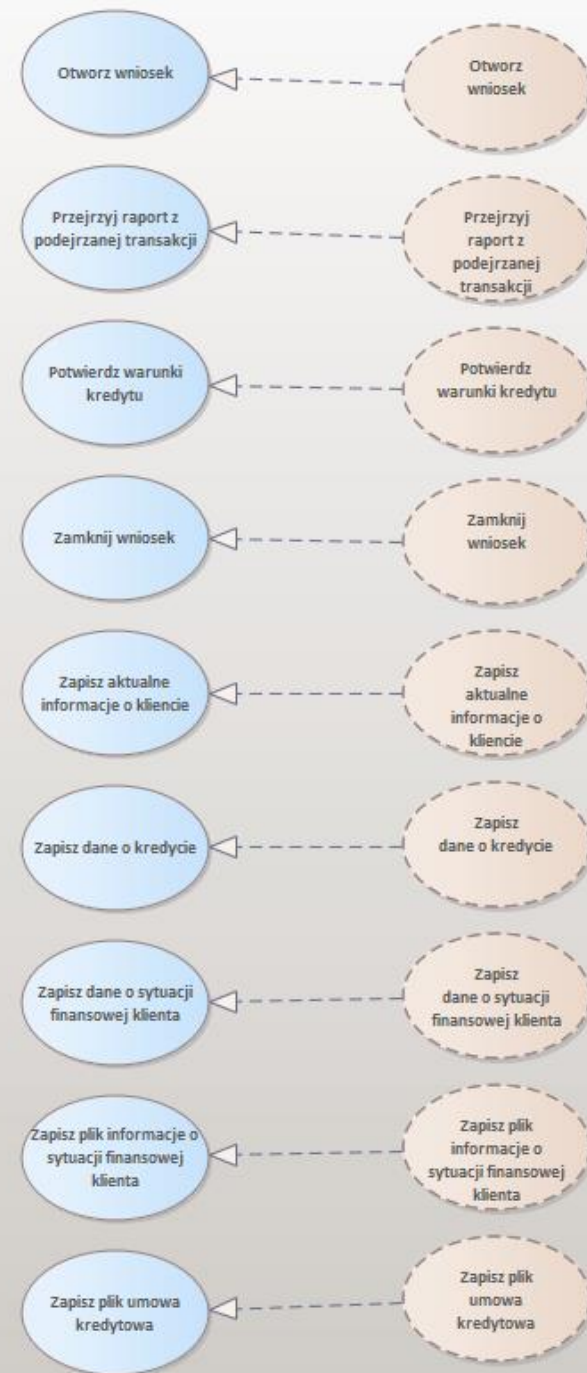 Otworz wniosek
Otworz
wniosek
Przejrzyj raport z
podejrzanej transakcji
Przejrzyj
raport z
podejrzanej
transakcji
Potwierdz warunki
kredytu
Potwierdz
warunki kredytu
Zamknij wniosek
Zamknij
wniosek
Zapisz aktualne
informacje o kliencie
Zapisz
aktualne
informacje o
kliencie
Zapisz dane o kredycie
Zapisz
dane o kredycie
Zapisz dane o sytuacji
finansowej klienta
Zapisz
dane o sytuacji
finansowej klienta
Zapisz plik informacje o
sytuacji finansowej
klienta
Zapisz plik
informacje o
sytuacji finansowej
klienta
Zapisz plik umowa
kredytowa
Zapisz plik
umowa
kredytowa